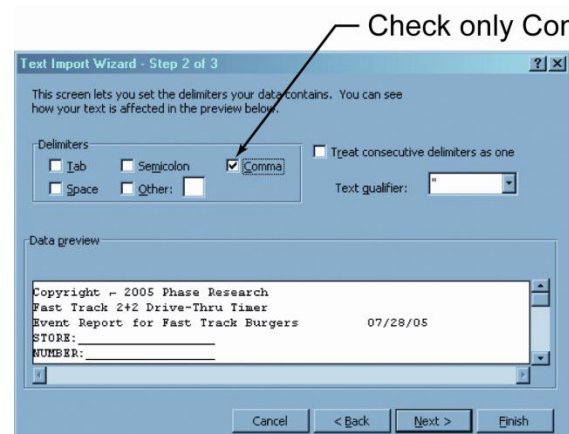 Check only Co
Text Import Wizard - Step 2 of 3
This screen lets you set the delimiters your data contains. You can see
how your text is affected in the preview below.
Delimiters
Tab Semicolon Comma
Space Other:
Treat consecutive delimiters as one
Text qualifier: "
Data preview
Copyright ⌐ 2005 Phase Research
Fast Track 2+2 Drive-Thru Timer
Event Report for Fast Track Burgers 07/28/05
STORE:_______________
NUMBER:_______________
Cancel < Back Next > Finish